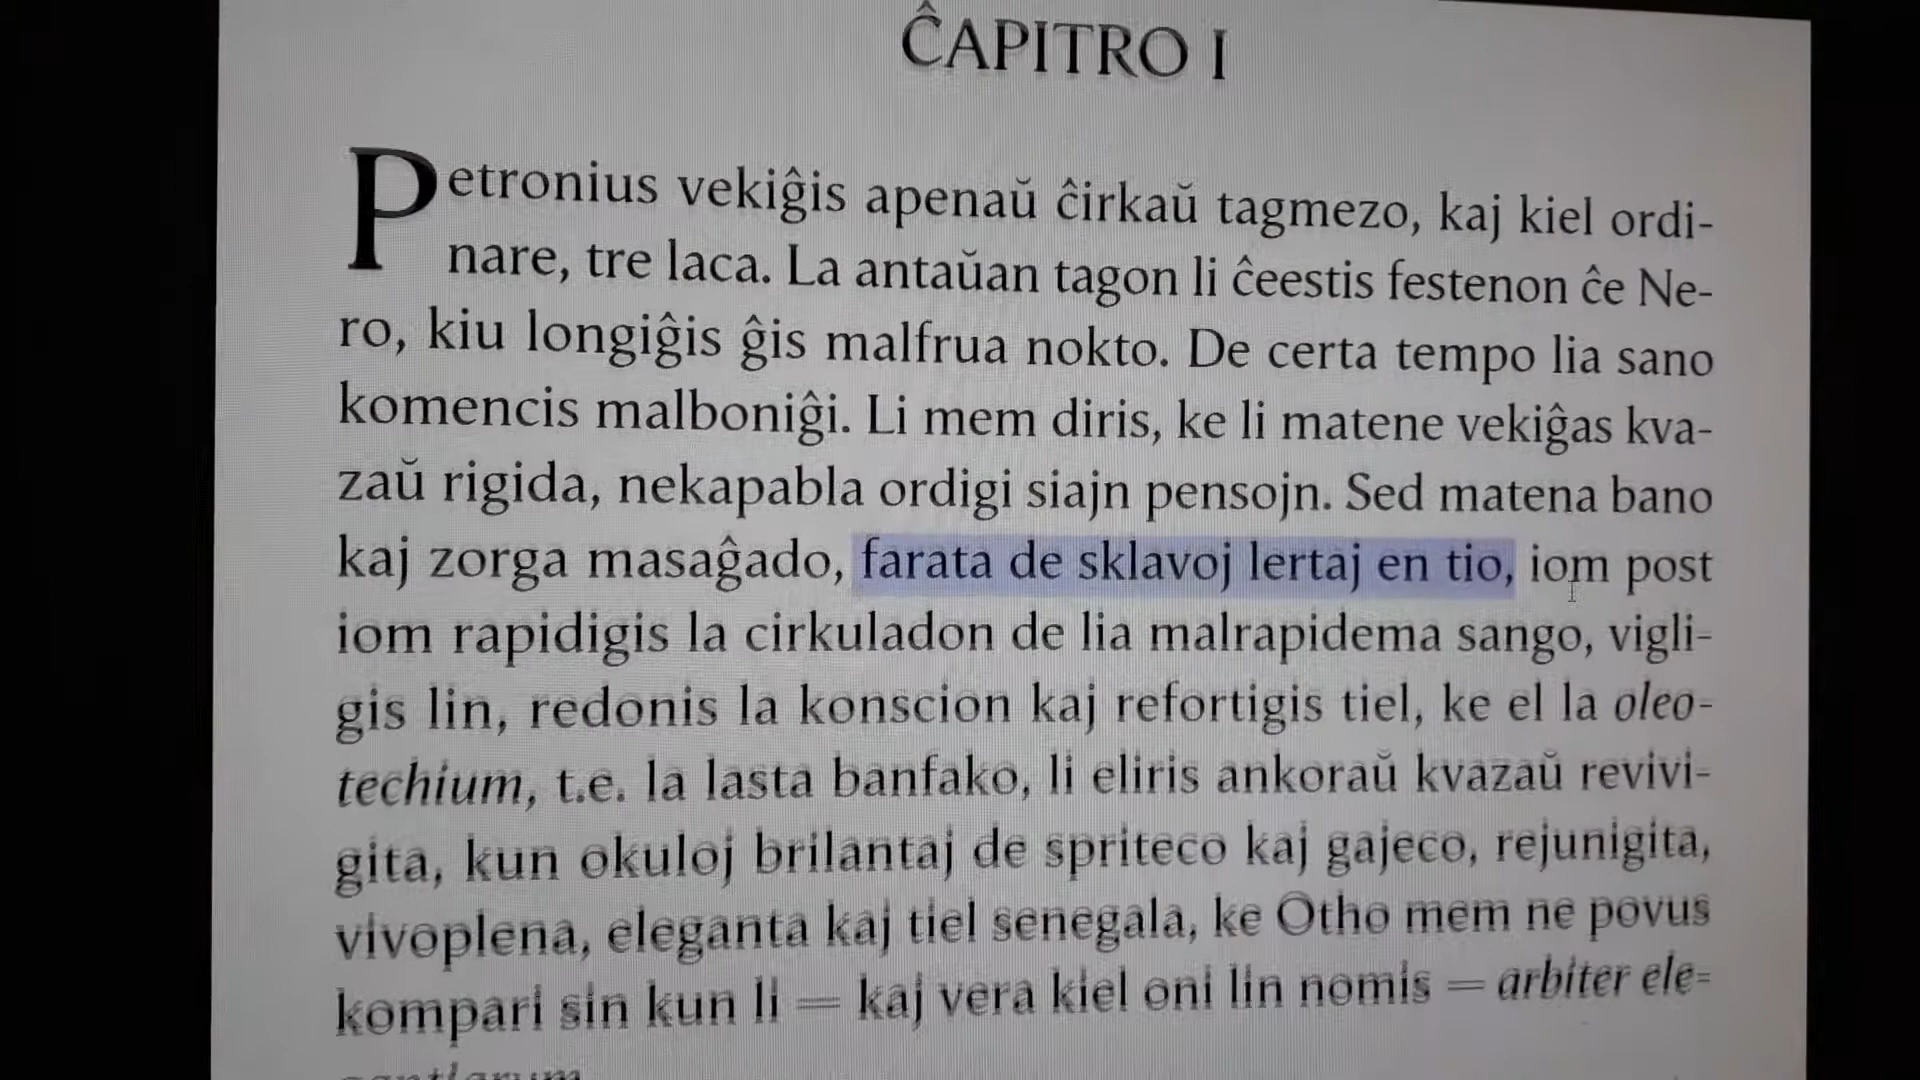 ĈAPITRO I
Petronius vekiĝis apenaŭ ĉirkaŭ tagmezo, kaj kiel ordi-
nare, tre laca. La antaŭan tagon li ĉeestis festenon ĉe Ne-
ro, kiu longiĝis ĝis malfrua nokto. De certa tempo lia sano
komencis malboniĝi. Li mem diris, ke li matene vekiĝas kva-
zaŭ rigida, nekapabla ordigi siajn pensojn. Sed matena bano
kaj zorga masaĝado, farata de sklavoj lertaj en tio, iom post
iom rapidigis la cirkuladon de lia malrapidema sango, vigli-
gis lin, redonis la konscion kaj refortigis tiel, ke el la oleo-
techium, t.e. la lasta banfako, li eliris ankoraŭ kvazaŭ revivi-
gita, kun okuloj brilantaj de spriteco kaj gajeco, rejunigita,
vivoplena, eleganta kaj tiel senegala, ke Otho mem ne povus
kompari sin kun li — kaj vera kiel oni lin nomis — arbiter ele-